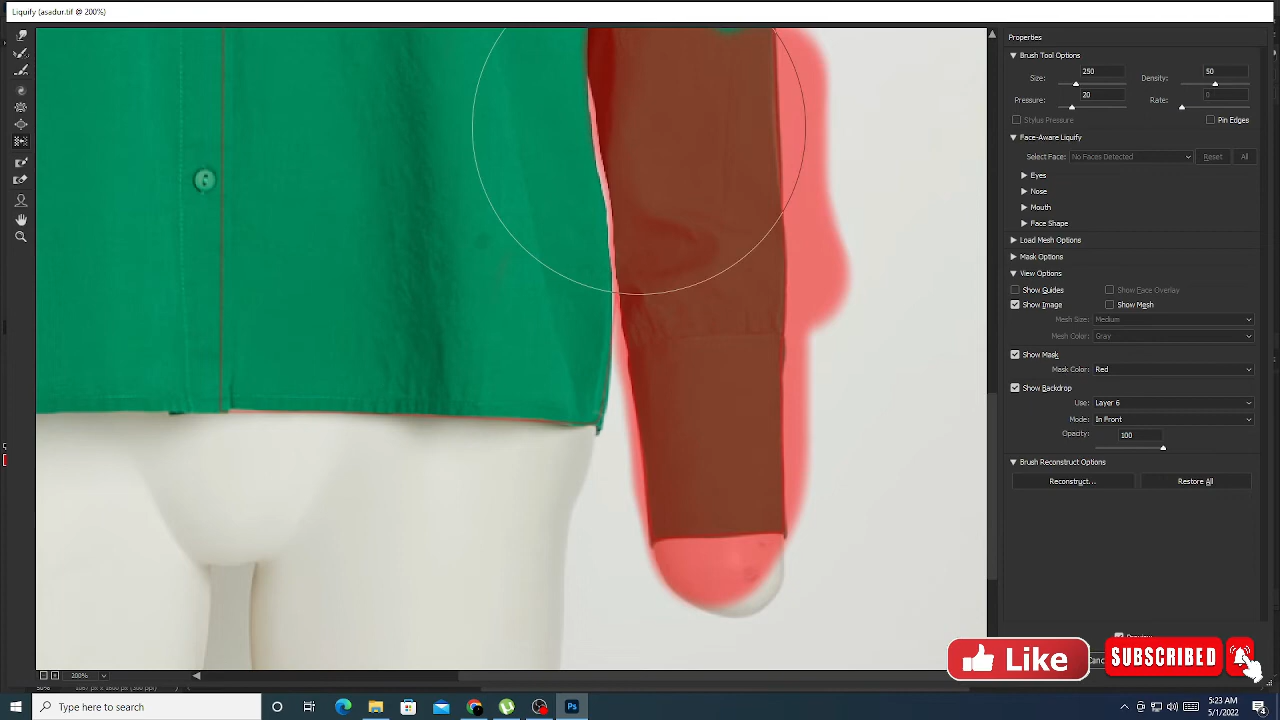 Liquify (asadur.tif @ 200%)
Properties
Brush Tool Options
Size: 250 Density: 50
Pressure: 20 Rate: 0
Stylus Pressure Pin Edges
Face-Aware Liquify
Select Face: No Faces Detected Reset All
Eyes
Nose
Mouth
Face Shape
Load Mesh Options
Mask Options
View Options
Show Guides Show Face Overlay
Show Image Show Mesh
Mesh Size: Medium
Mesh Color: Gray
Show Mask
Mask Color: Red
Show Backdrop
Use: Layer 6
Mode: In Front
Opacity: 100
Brush Reconstruct Options
Reconstruct... Restore All
Like SUBSCRIBED
200%
Type here to search
Ps
5:23 AM
5/1/2022